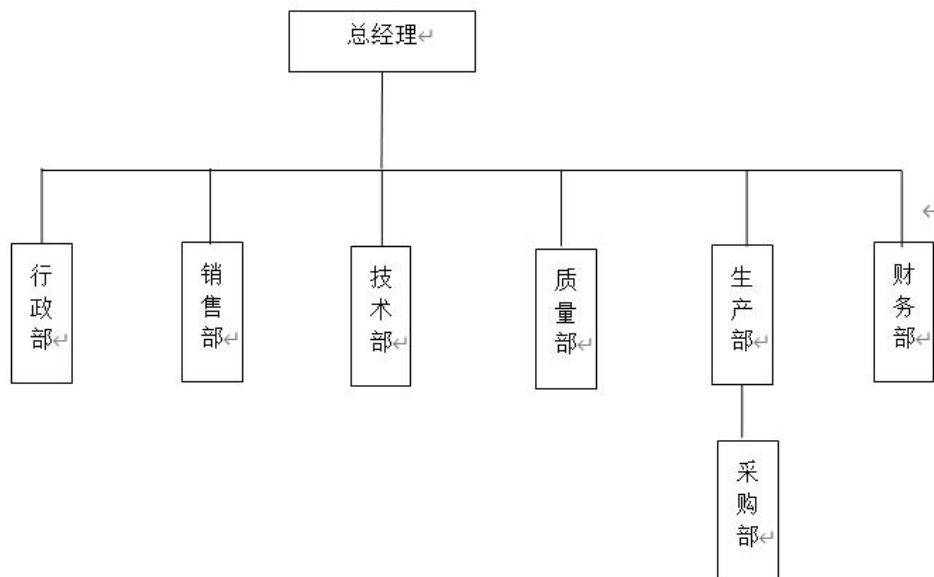 总经理
行政部
销售部
技术部
质量部
生产部
财务部
采购部